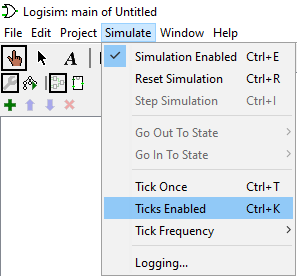 Logisim: main of Untitled
File Edit Project Simulate Window Help
A
Simulation Enabled Ctrl+E
Reset Simulation Ctrl+R
Step Simulation Ctrl+I
Go Out To State
Go In To State
Tick Once Ctrl+T
Ticks Enabled Ctrl+K
Tick Frequency
Logging...